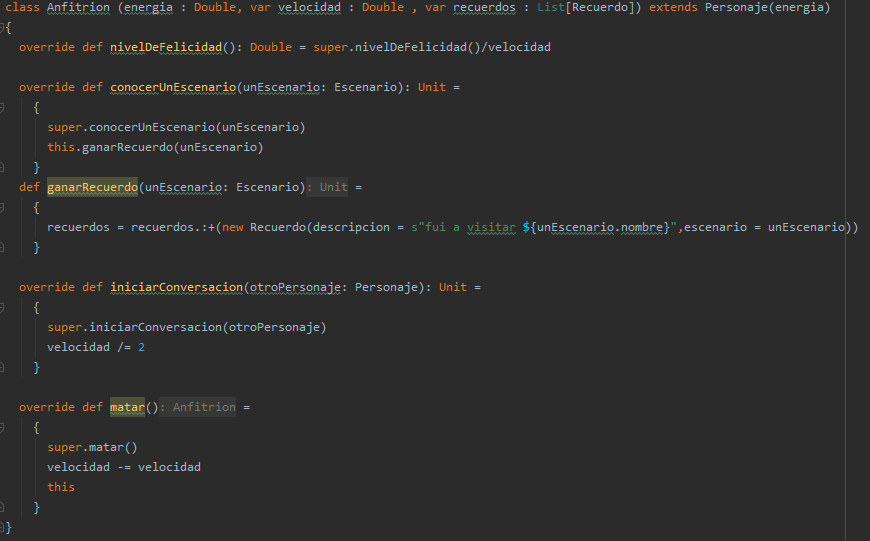 class Anfitrion (energia : Double, var velocidad : Double , var recuerdos : List[Recuerdo]) extends Personaje(energia)
{
override def nivelDeFelicidad(): Double = super.nivelDeFelicidad()/velocidad
override def conocerUnEscenario(unEscenario: Escenario): Unit =
{
super.conocerUnEscenario(unEscenario)
this.ganarRecuerdo(unEscenario)
}
def ganarRecuerdo(unEscenario: Escenario): Unit =
{
recuerdos = recuerdos.:+(new Recuerdo(descripcion = s"fui a visitar ${unEscenario.nombre}",escenario = unEscenario))
}
override def iniciarConversacion(otroPersonaje: Personaje): Unit =
{
super.iniciarConversacion(otroPersonaje)
velocidad /= 2
}
override def matar(): Anfitrion =
{
super.matar()
velocidad -= velocidad
this
}
}